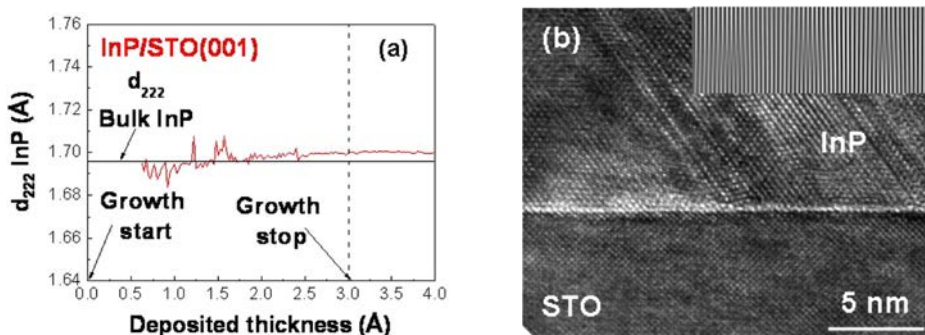 1.76
1.74
1.72
1.70
1.68
1.66
1.64
d222 InP (Å)
InP/STO(001)
(a)
d222
Bulk InP
Growth
start
Growth
stop
0.0 0.5 1.0 1.5 2.0 2.5 3.0 3.5 4.0
Deposited thickness (Å)
(b)
InP
STO
5 nm